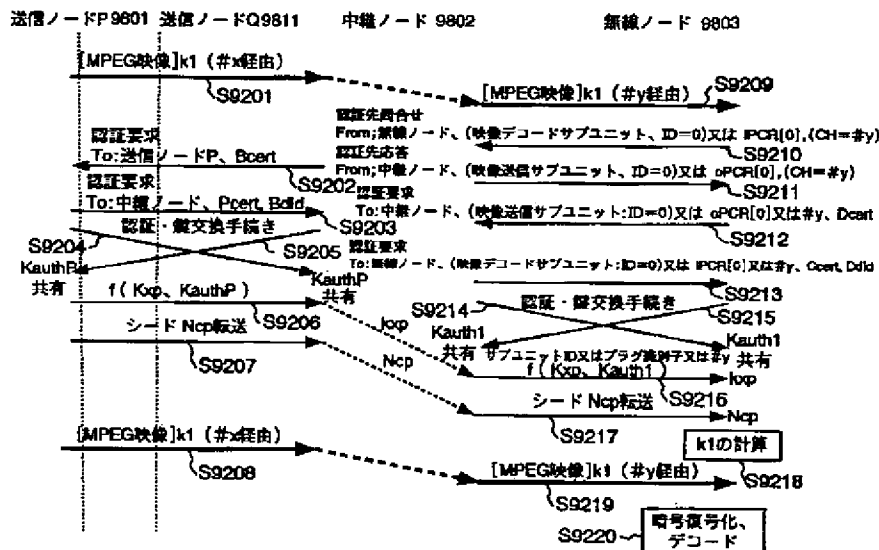 送信ノードP9801 送信ノードQ9811 中継ノード 9802 無線ノード 9803
[MPEG映像]k1 (#x経由)
S9201
[MPEG映像]k1 (#y経由)
S9209
認証先問合せ
From;無線ノード、(映像デコードサブユニット、ID=0)又は iPCR[0],(CH=#y)
S9210
認証要求
To:送信ノードP、Bcert
S9202
認証先応答
From;中継ノード、(映像送信サブユニット、ID=0)又は oPCR[0],(CH=#y)
S9211
認証要求
To:中継ノード、Pcert, Bdid
S9203
認証要求
To:中継ノード、(映像送信サブユニット:ID=0)又は oPCR[0]又は#y、Dcert
S9212
認証・鍵交換手続き
S9204
S9205
認証要求
To:無線ノード、(映像デコードサブユニット:ID=0)又は iPCR[0]又は#y、Ccert, Ddid
S9213
KauthP
共有
KauthP
共有
S9214
認証・鍵交換手続き
S9215
f(Kxp、KauthP)
S9206
kxp
Kauth1
共有
Kauth1
共有
サブユニットID又はプラグ識別子又は#y
f(Kxp、Kauth1)
S9216
kxp
シード Ncp転送
S9207
Ncp
シード Ncp転送
S9217
Ncp
k1の計算
S9218
[MPEG映像]k1 (#x経由)
S9208
[MPEG映像]k1 (#y経由)
S9219
S9220
暗号復号化、
デコード